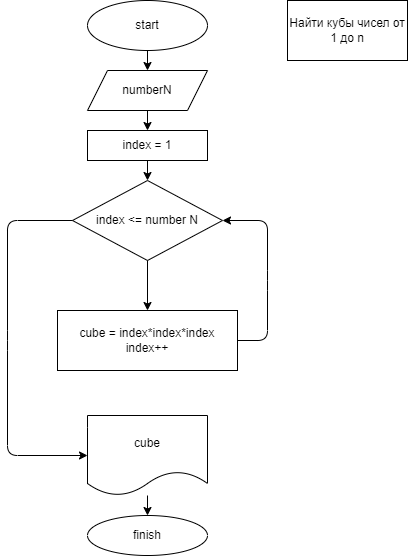 start
Найти кубы чисел от
1 до n
numberN
index = 1
index <= number N
cube = index*index*index
index++
cube
finish